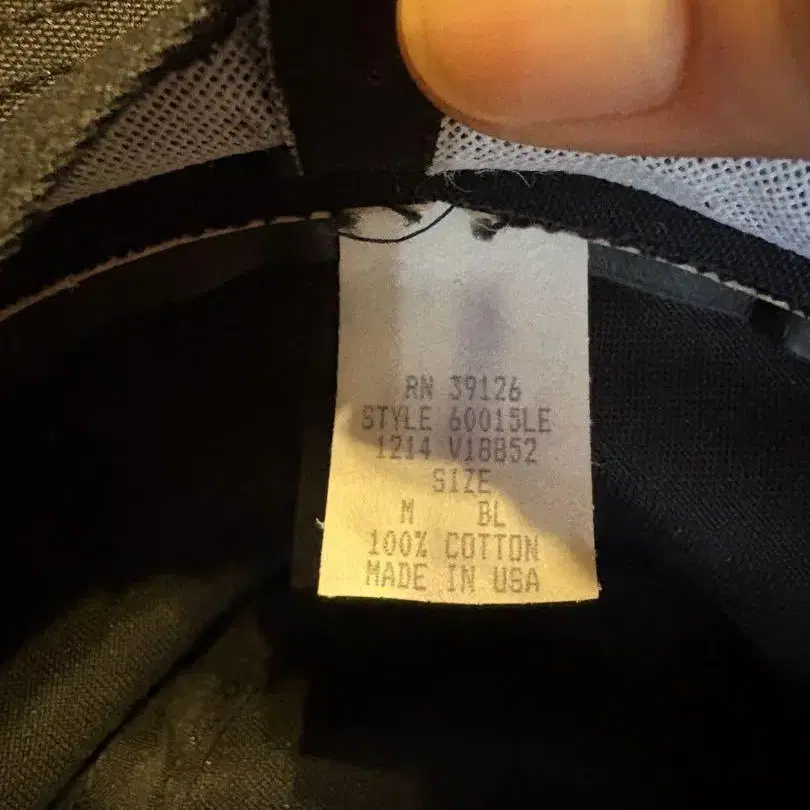 RN 39126
STYLE 60015LE
1214 V18B52
SIZE
M BL
100% COTTON
MADE IN USA